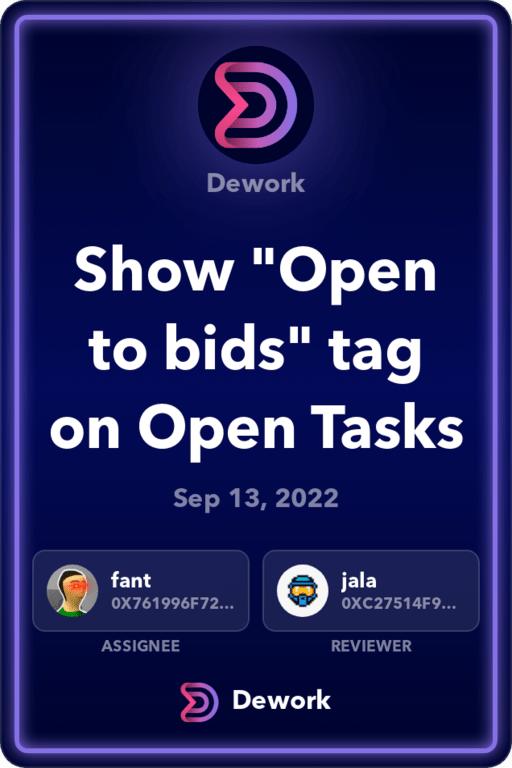 Dework
Show "Open
to bids" tag
on Open Tasks
Sep 13, 2022
fant
0X761996F72...
ASSIGNEE
jala
0XC27514F9...
REVIEWER
Dework